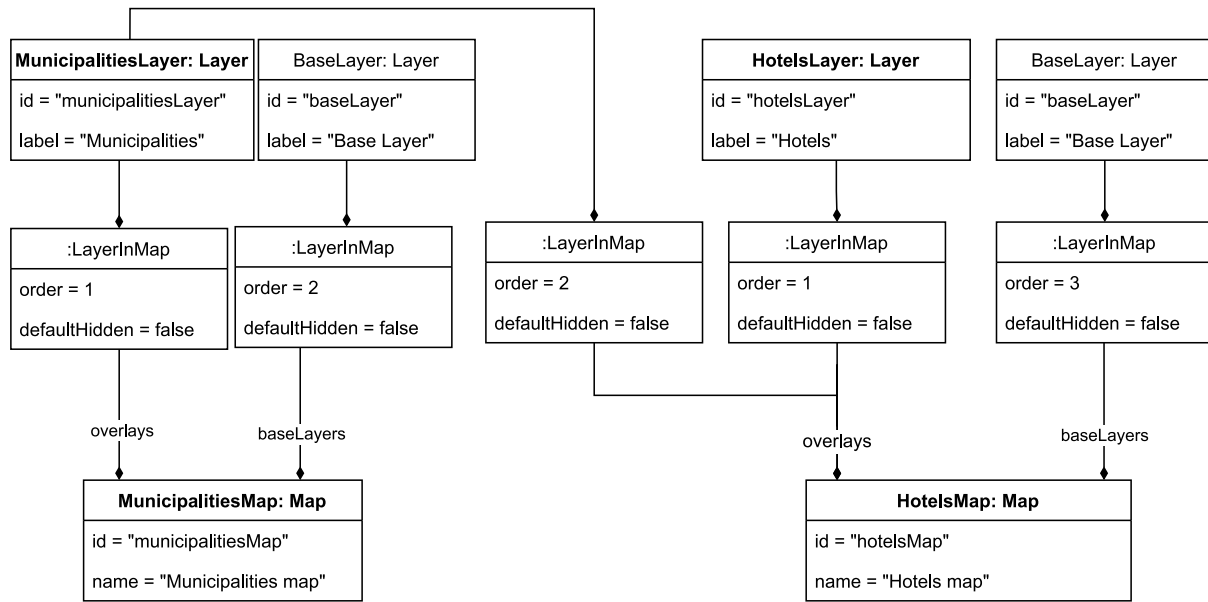 MunicipalitiesLayer: Layer
id = "municipalitiesLayer"
label = "Municipalities"
BaseLayer: Layer
id = "baseLayer"
label = "Base Layer"
HotelsLayer: Layer
id = "hotelsLayer"
label = "Hotels"
BaseLayer: Layer
id = "baseLayer"
label = "Base Layer"
:LayerInMap
order = 1
defaultHidden = false
:LayerInMap
order = 2
defaultHidden = false
:LayerInMap
order = 2
defaultHidden = false
:LayerInMap
order = 1
defaultHidden = false
:LayerInMap
order = 3
defaultHidden = false
overlays
baseLayers
overlays
baseLayers
MunicipalitiesMap: Map
id = "municipalitiesMap"
name = "Municipalities map"
HotelsMap: Map
id = "hotelsMap"
name = "Hotels map"